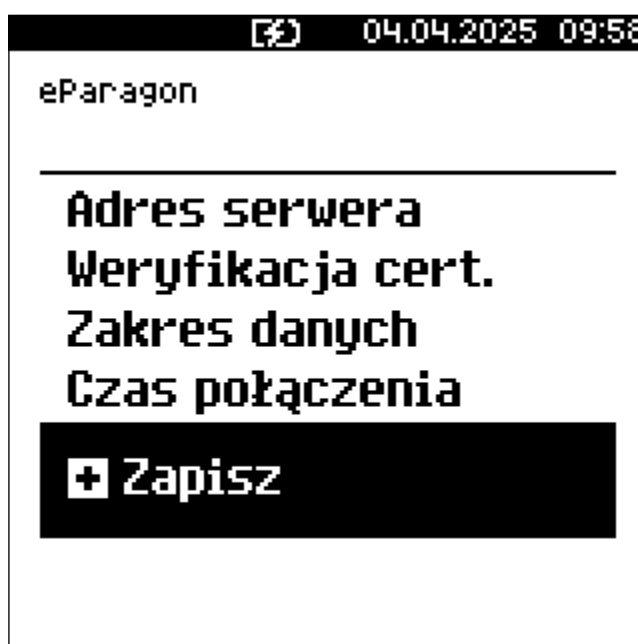 04.04.2025 09:58
eParagon
Adres serwera
Weryfikacja cert.
Zakres danych
Czas połączenia
+ Zapisz